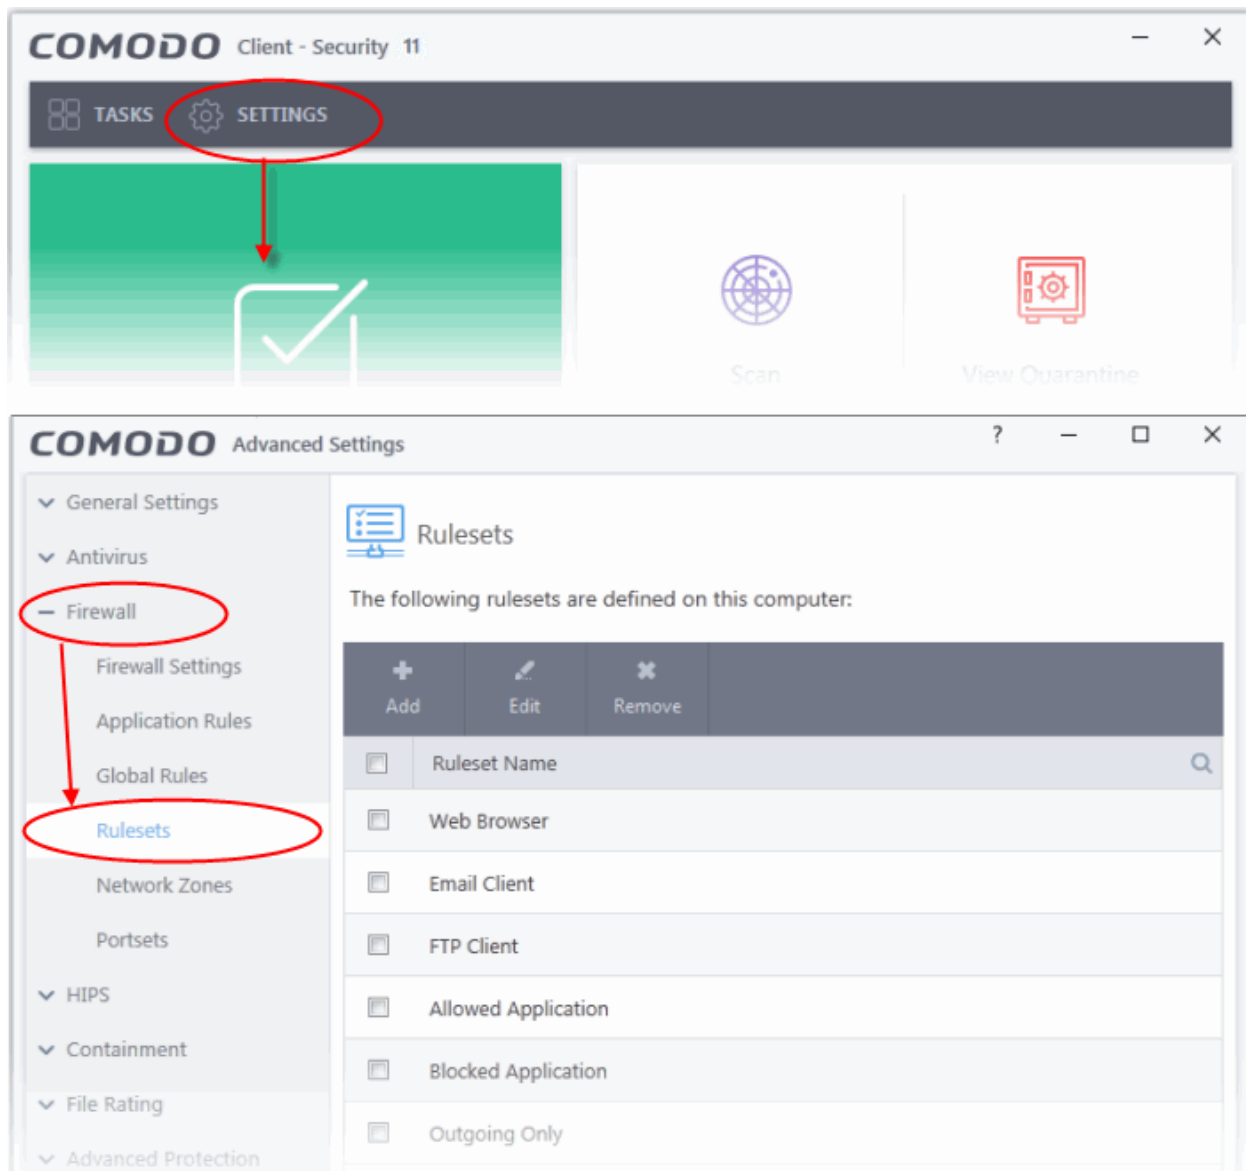 COMODO Client - Security 11
TASKS SETTINGS
Scan View Quarantine
COMODO Advanced Settings ?
General Settings
Antivirus
Firewall
Firewall Settings
Application Rules
Global Rules
Rulesets
Network Zones
Portsets
HIPS
Containment
File Rating
Advanced Protection
Rulesets
The following rulesets are defined on this computer:
Add Edit Remove
Ruleset Name
Web Browser
Email Client
FTP Client
Allowed Application
Blocked Application
Outgoing Only